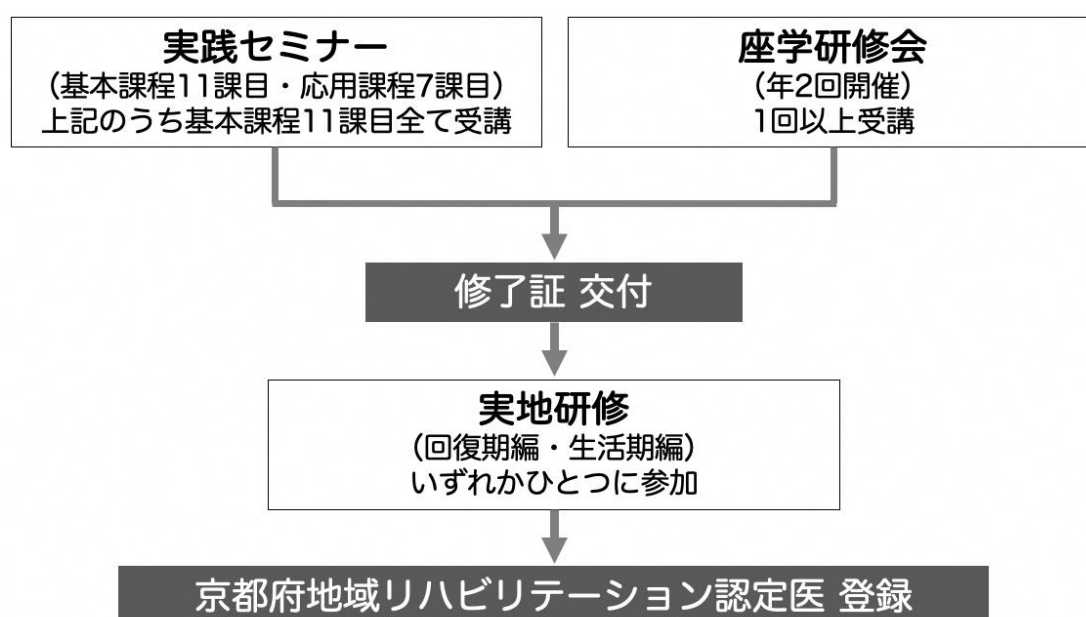 実践セミナー
(基本課程11課目・応用課程7課目)
上記のうち基本課程11課目全て受講
座学研修会
(年2回開催)
1回以上受講
修了証 交付
実地研修
(回復期編・生活期編)
いずれかひとつに参加
京都府地域リハビリテーション認定医 登録